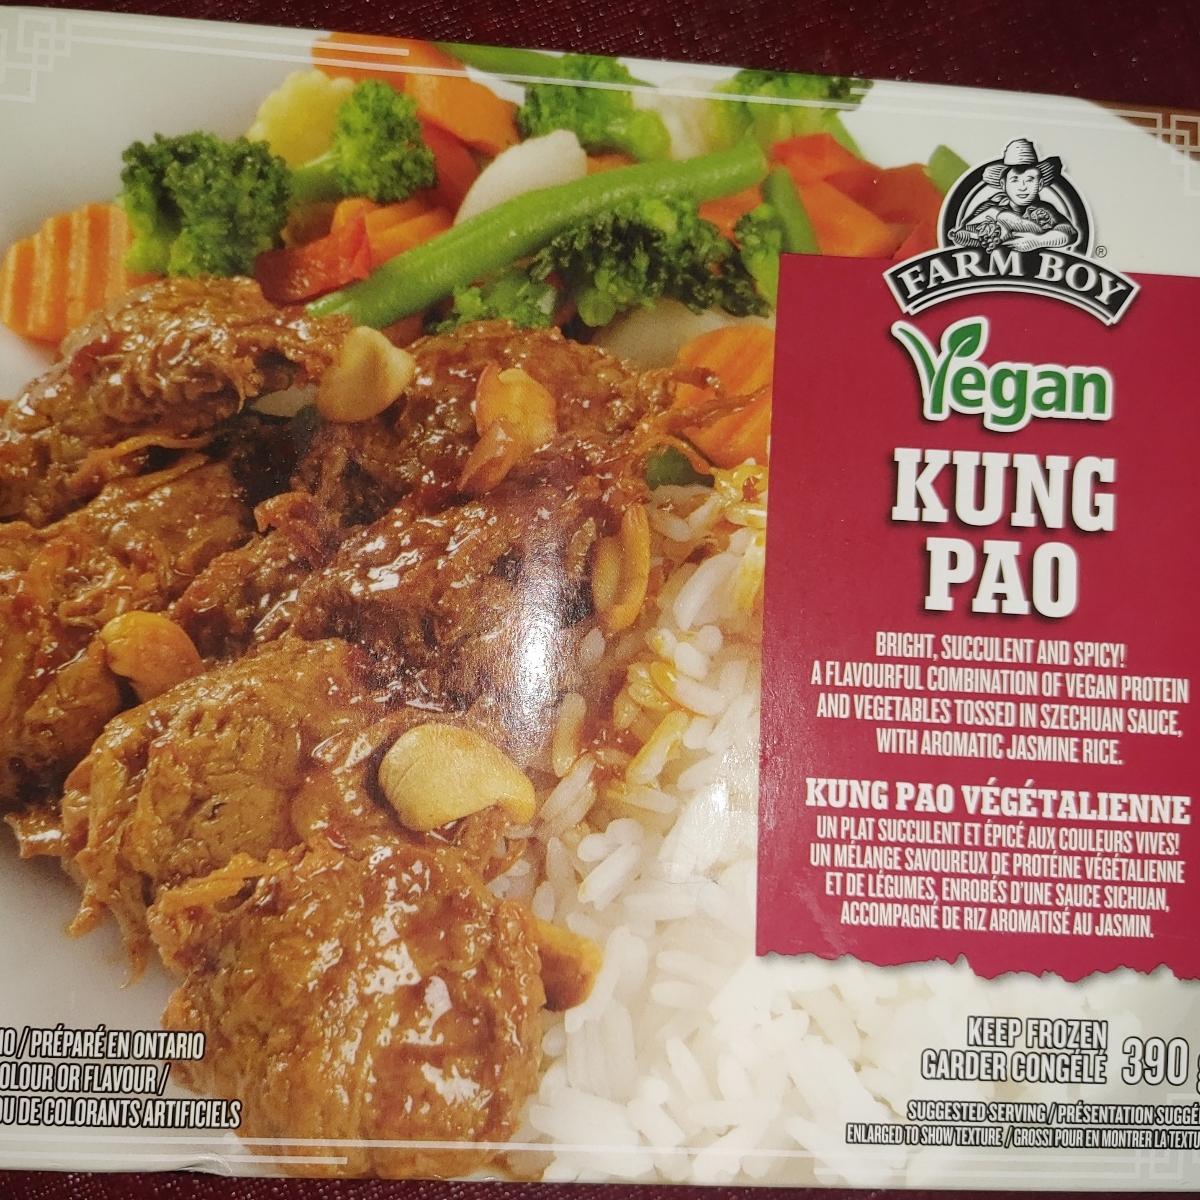 FARM BOY
®
Vegan
KUNG
PAO
BRIGHT, SUCCULENT AND SPICY!
A FLAVOURFUL COMBINATION OF VEGAN PROTEIN
AND VEGETABLES TOSSED IN SZECHUAN SAUCE,
WITH AROMATIC JASMINE RICE.
KUNG PAO VÉGÉTALIENNE
UN PLAT SUCCULENT ET ÉPICÉ AUX COULEURS VIVES!
UN MÉLANGE SAVOUREUX DE PROTÉINE VÉGÉTALIENNE
ET DE LÉGUMES, ENROBÉS D'UNE SAUCE SICHUAN,
ACCOMPAGNÉ DE RIZ AROMATISÉ AU JASMIN.
/ PRÉPARÉ EN ONTARIO
OR FLAVOUR /
DE COLORANTS ARTIFICIELS
KEEP FROZEN
GARDER CONGELÉ
390
SUGGESTED SERVING / PRÉSENTATION
ENLARGED TO SHOW TEXTURE / GROSSI POUR EN MONTRER LA